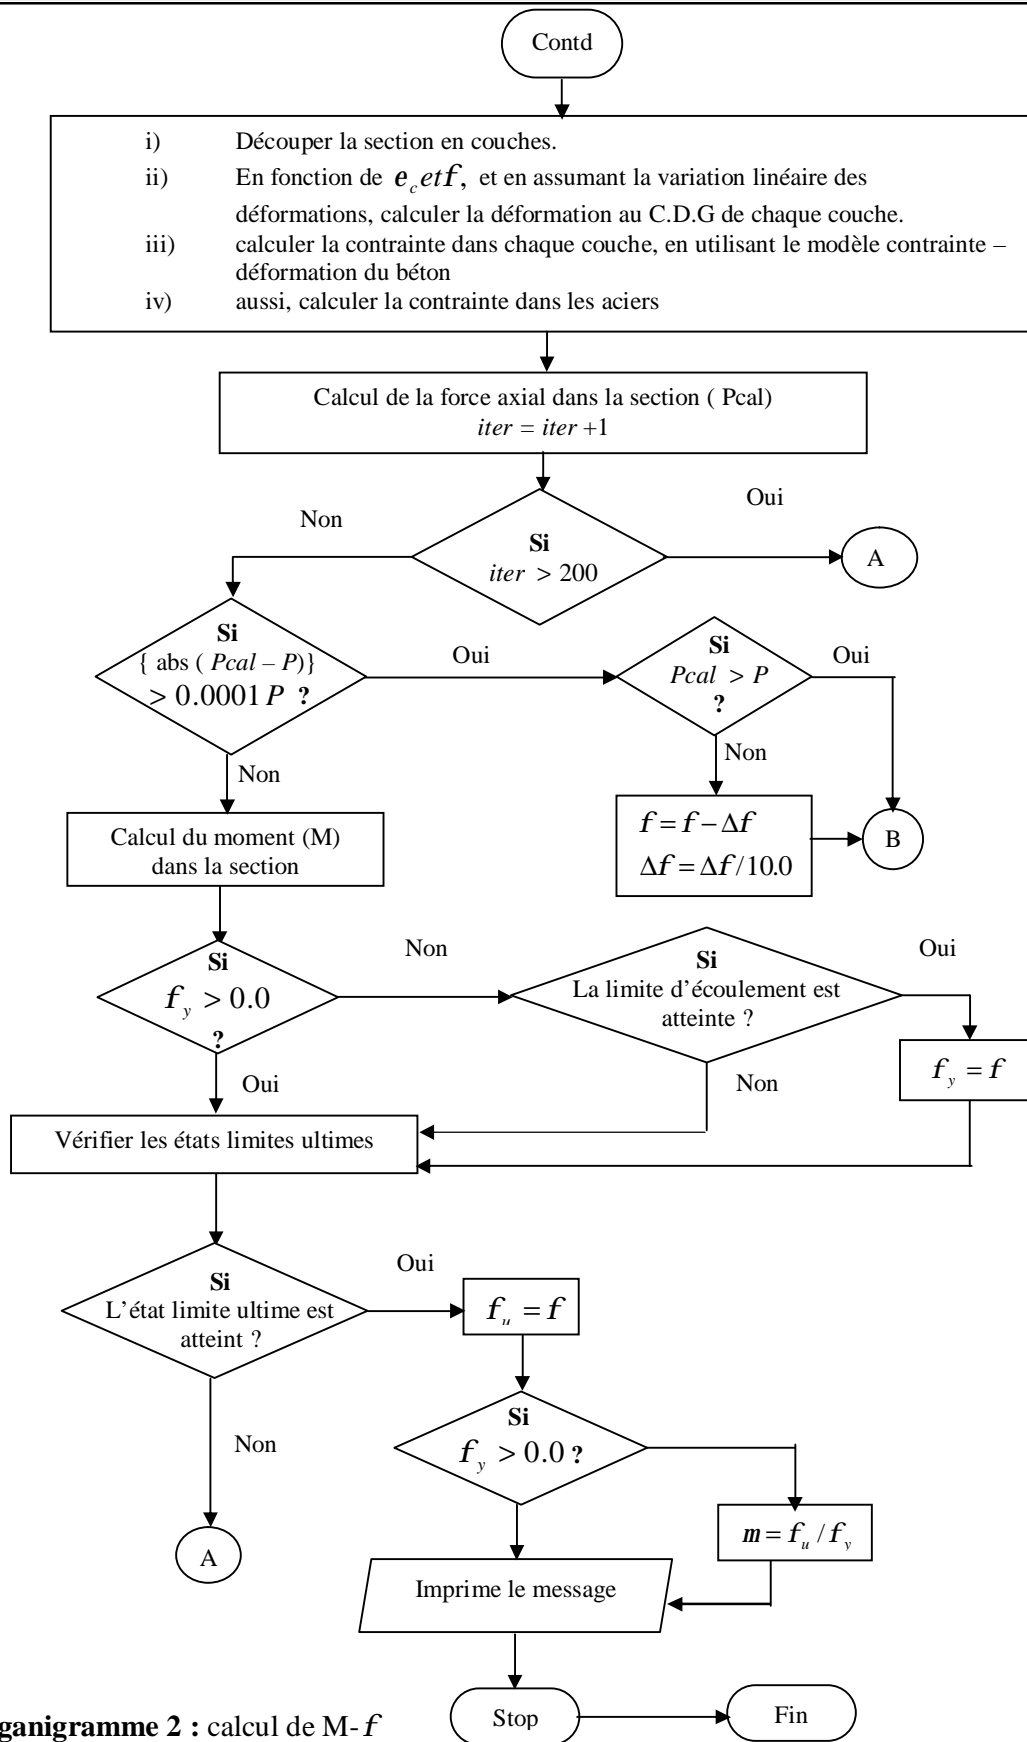 Contd
i) Découper la section en couches.
ii) En fonction de e_c et f, et en assumant la variation linéaire des
déformations, calculer la déformation au C.D.G de chaque couche.
iii) calculer la contrainte dans chaque couche, en utilisant le modèle contrainte –
déformation du béton
iv) aussi, calculer la contrainte dans les aciers
Calcul de la force axial dans la section ( Pcal)
iter = iter +1
Oui
Non
Si
iter > 200
A
Si
{ abs ( Pcal – P)}
> 0.0001 P ?
Oui
Si
Pcal > P
?
Oui
Non
Non
f = f − Δf
Δf = Δf /10.0
B
Calcul du moment (M)
dans la section
Non
Oui
Si
f_y > 0.0
?
Si
La limite d'écoulement est
atteinte ?
f_y = f
Oui
Non
Vérifier les états limites ultimes
Oui
Si
L'état limite ultime est
atteint ?
f_u = f
Non
Si
f_y > 0.0 ?
m = f_u / f_y
A
Imprime le message
Stop
Fin
ganigramme 2 : calcul de M-f